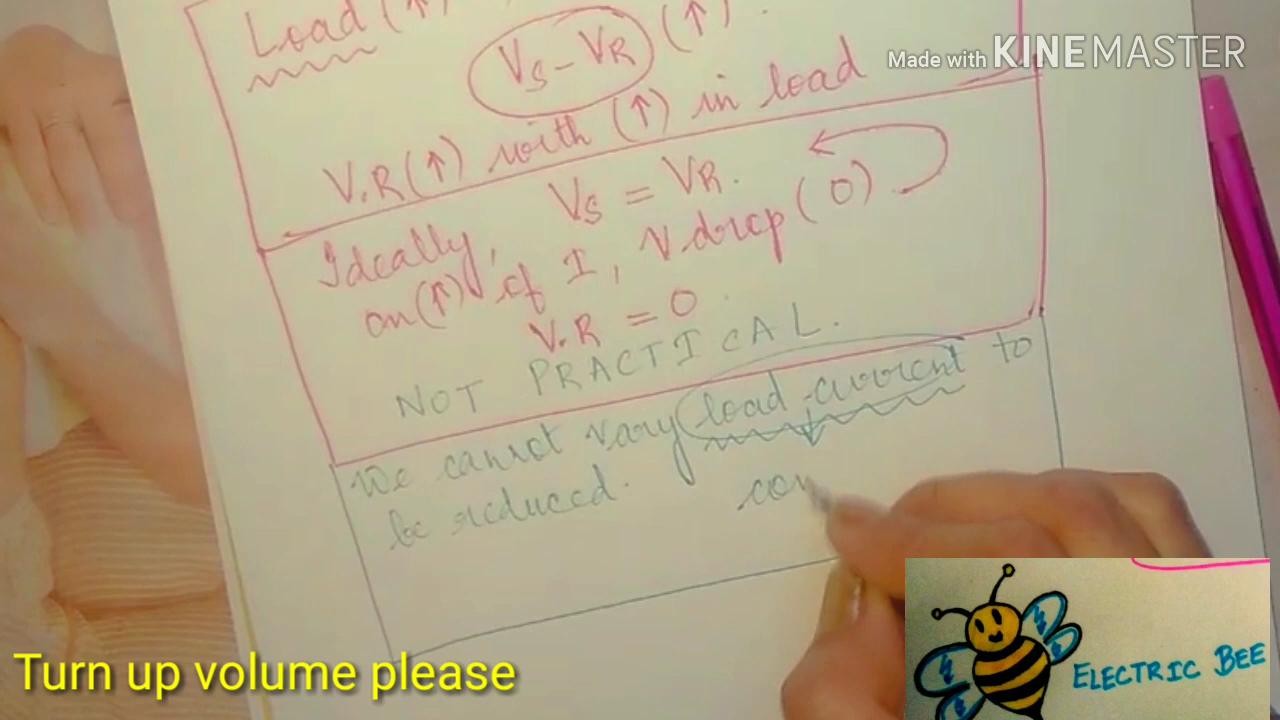 Load (↑)
Made with KINEMASTER
VS - VR (↑).
V.R (↑) with (↑) in load
Ideally, VS = VR.
on (↑) of I, V.drop (0)
V.R = 0
NOT PRACTICAL.
We cannot vary load current to
be reduced.
con
Turn up volume please
ELECTRIC BEE